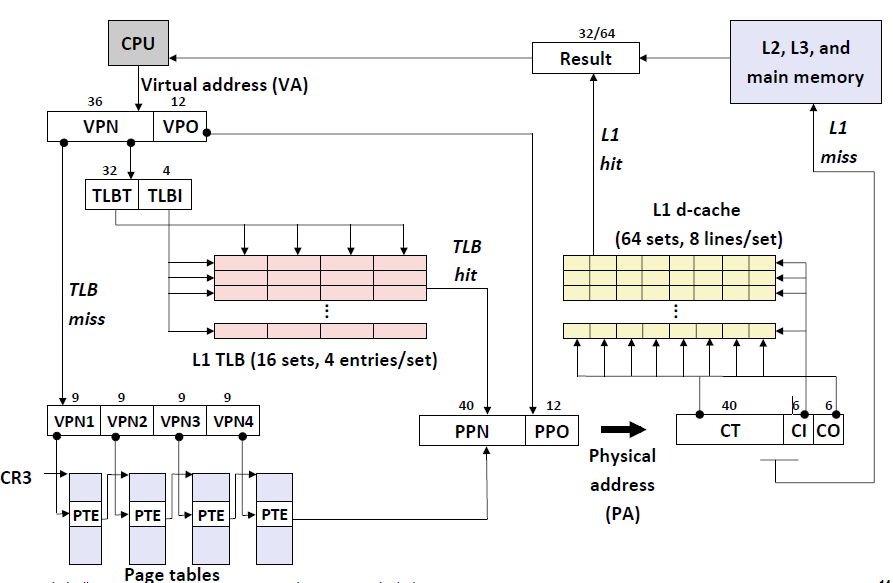 CPU
32/64
Result
L2, L3, and
main memory
Virtual address (VA)
36 12
VPN VPO
L1
hit
L1
miss
32 4
TLBT TLBI
L1 d-cache
(64 sets, 8 lines/set)
TLB
hit
TLB
miss
...
...
L1 TLB (16 sets, 4 entries/set)
9 9 9 9
VPN1 VPN2 VPN3 VPN4
40 12
PPN PPO
40 6 6
CT CI CO
Physical
address
(PA)
CR3
PTE PTE PTE PTE
Page tables